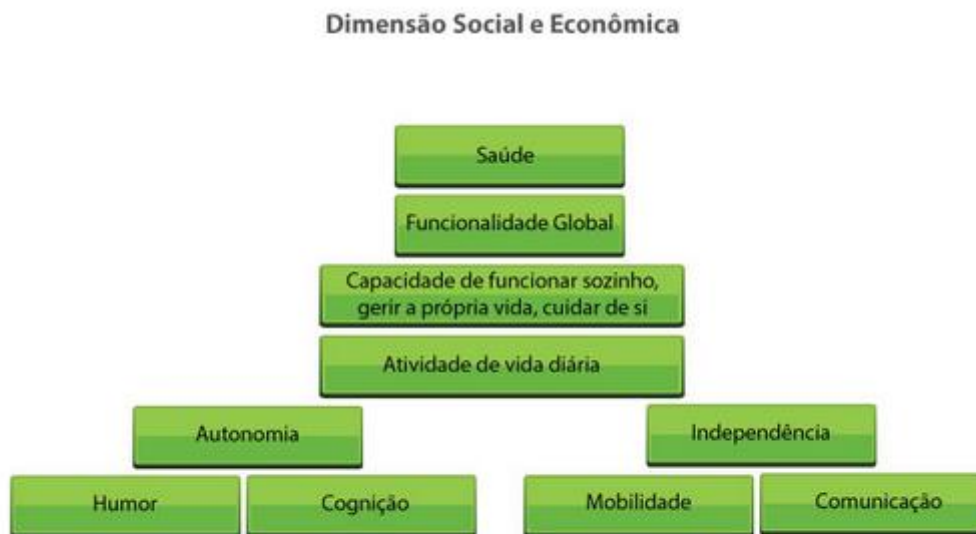 Dimensão Social e Econômica
Saúde
Funcionalidade Global
Capacidade de funcionar sozinho,
gerir a própria vida, cuidar de si
Atividade de vida diária
Autonomia
Independência
Humor
Cognição
Mobilidade
Comunicação